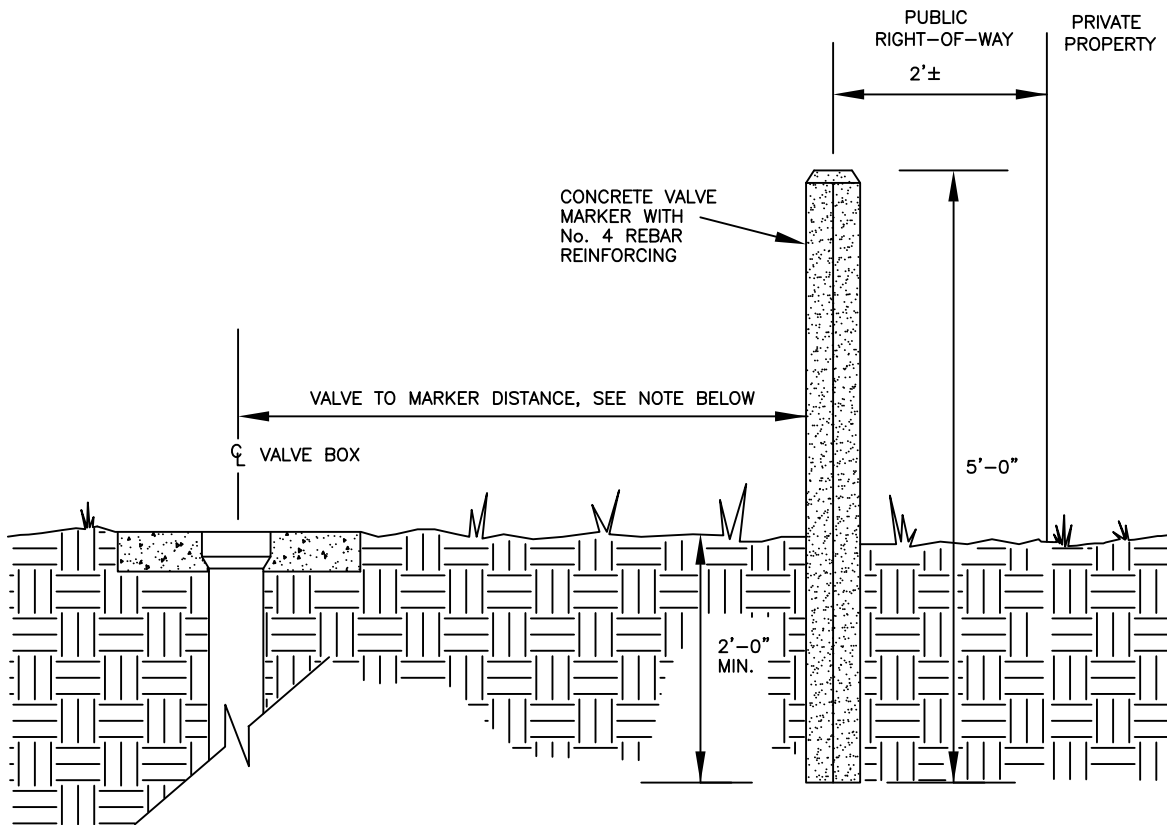 PUBLIC
RIGHT-OF-WAY
PRIVATE
PROPERTY
2'±
CONCRETE VALVE
MARKER WITH
No. 4 REBAR
REINFORCING
VALVE TO MARKER DISTANCE, SEE NOTE BELOW
℄ VALVE BOX
5'-0"
2'-0"
MIN.